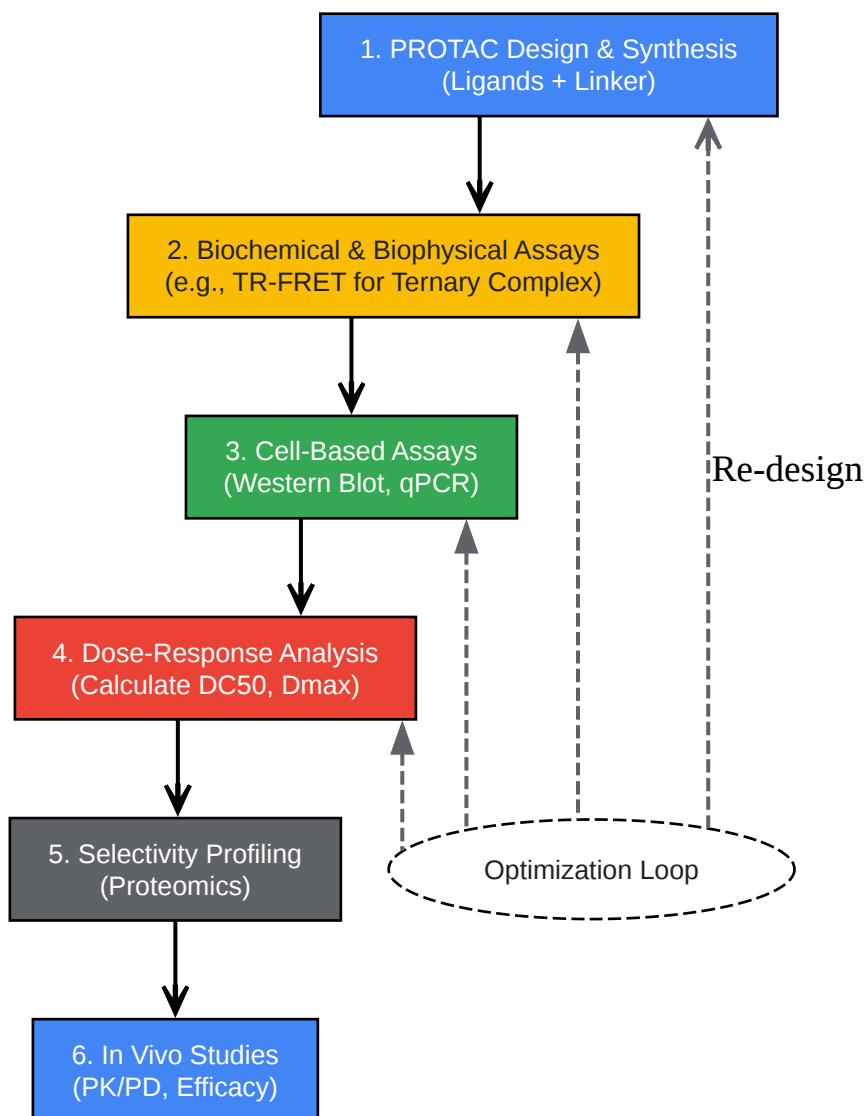 1. PROTAC Design & Synthesis
(Ligands + Linker)
2. Biochemical & Biophysical Assays
(e.g., TR-FRET for Ternary Complex)
3. Cell-Based Assays
(Western Blot, qPCR)
Re-design
4. Dose-Response Analysis
(Calculate DC50, Dmax)
5. Selectivity Profiling
(Proteomics)
Optimization Loop
6. In Vivo Studies
(PK/PD, Efficacy)